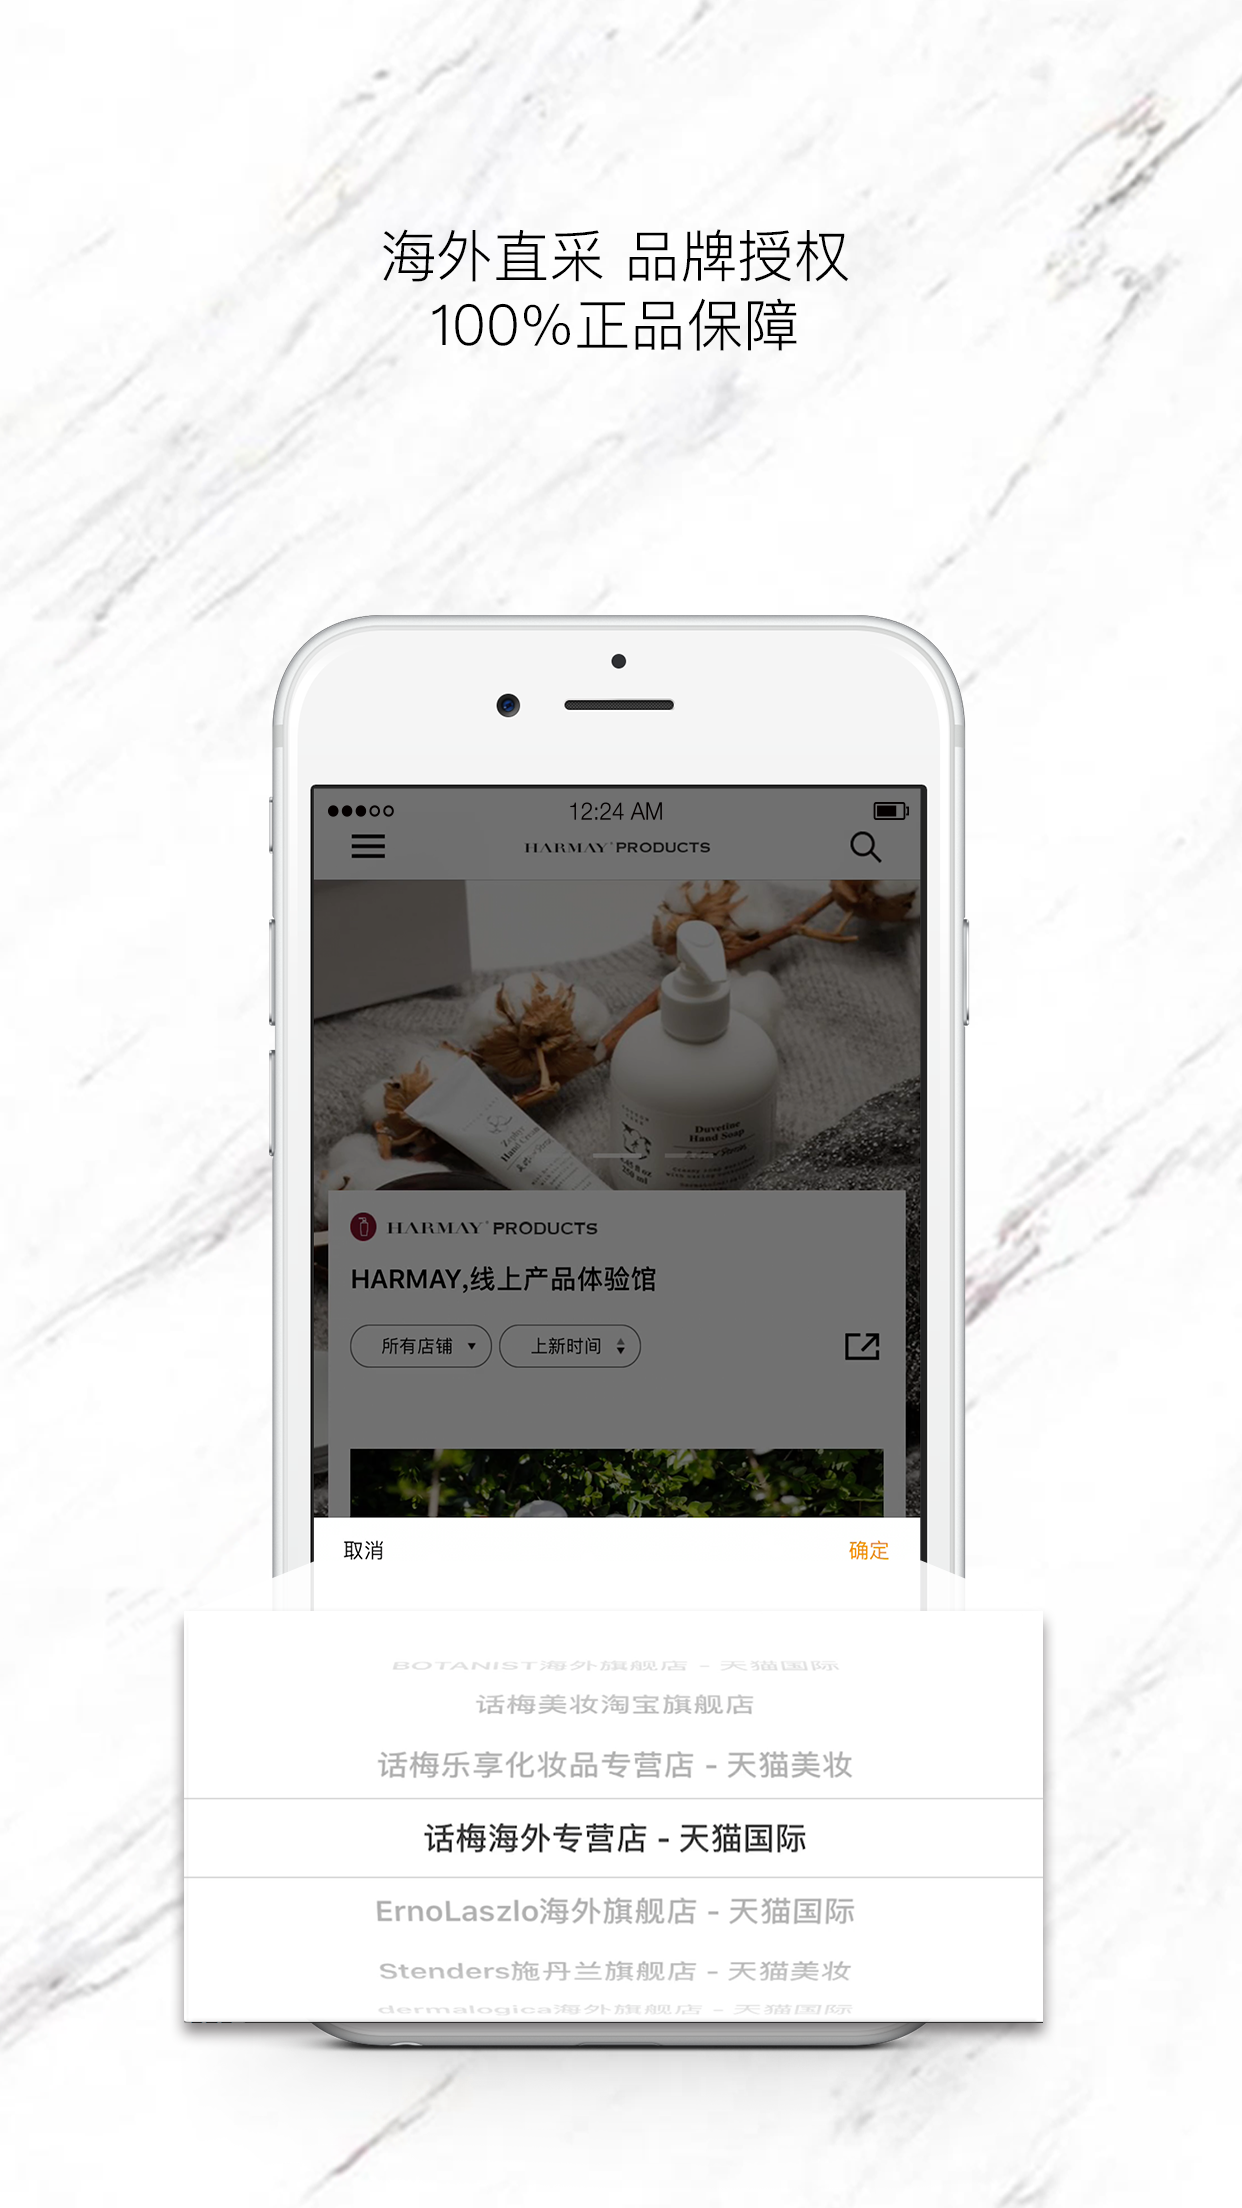 海外直采 品牌授权
100%正品保障
12:24 AM
HARMAY PRODUCTS
Zephyr
Hand Cream
Duvetine
Hand Soap
250 ml
HARMAY PRODUCTS
HARMAY,线上产品体验馆
所有店铺 ▼ 上新时间
取消 确定
BOTANIST海外旗舰店 - 天猫国际
话梅美妆淘宝旗舰店
话梅乐享化妆品专营店 - 天猫美妆
话梅海外专营店 - 天猫国际
ErnoLaszlo海外旗舰店 - 天猫国际
Stenders施丹兰旗舰店 - 天猫美妆
dermalogica海外旗舰店 - 天猫国际